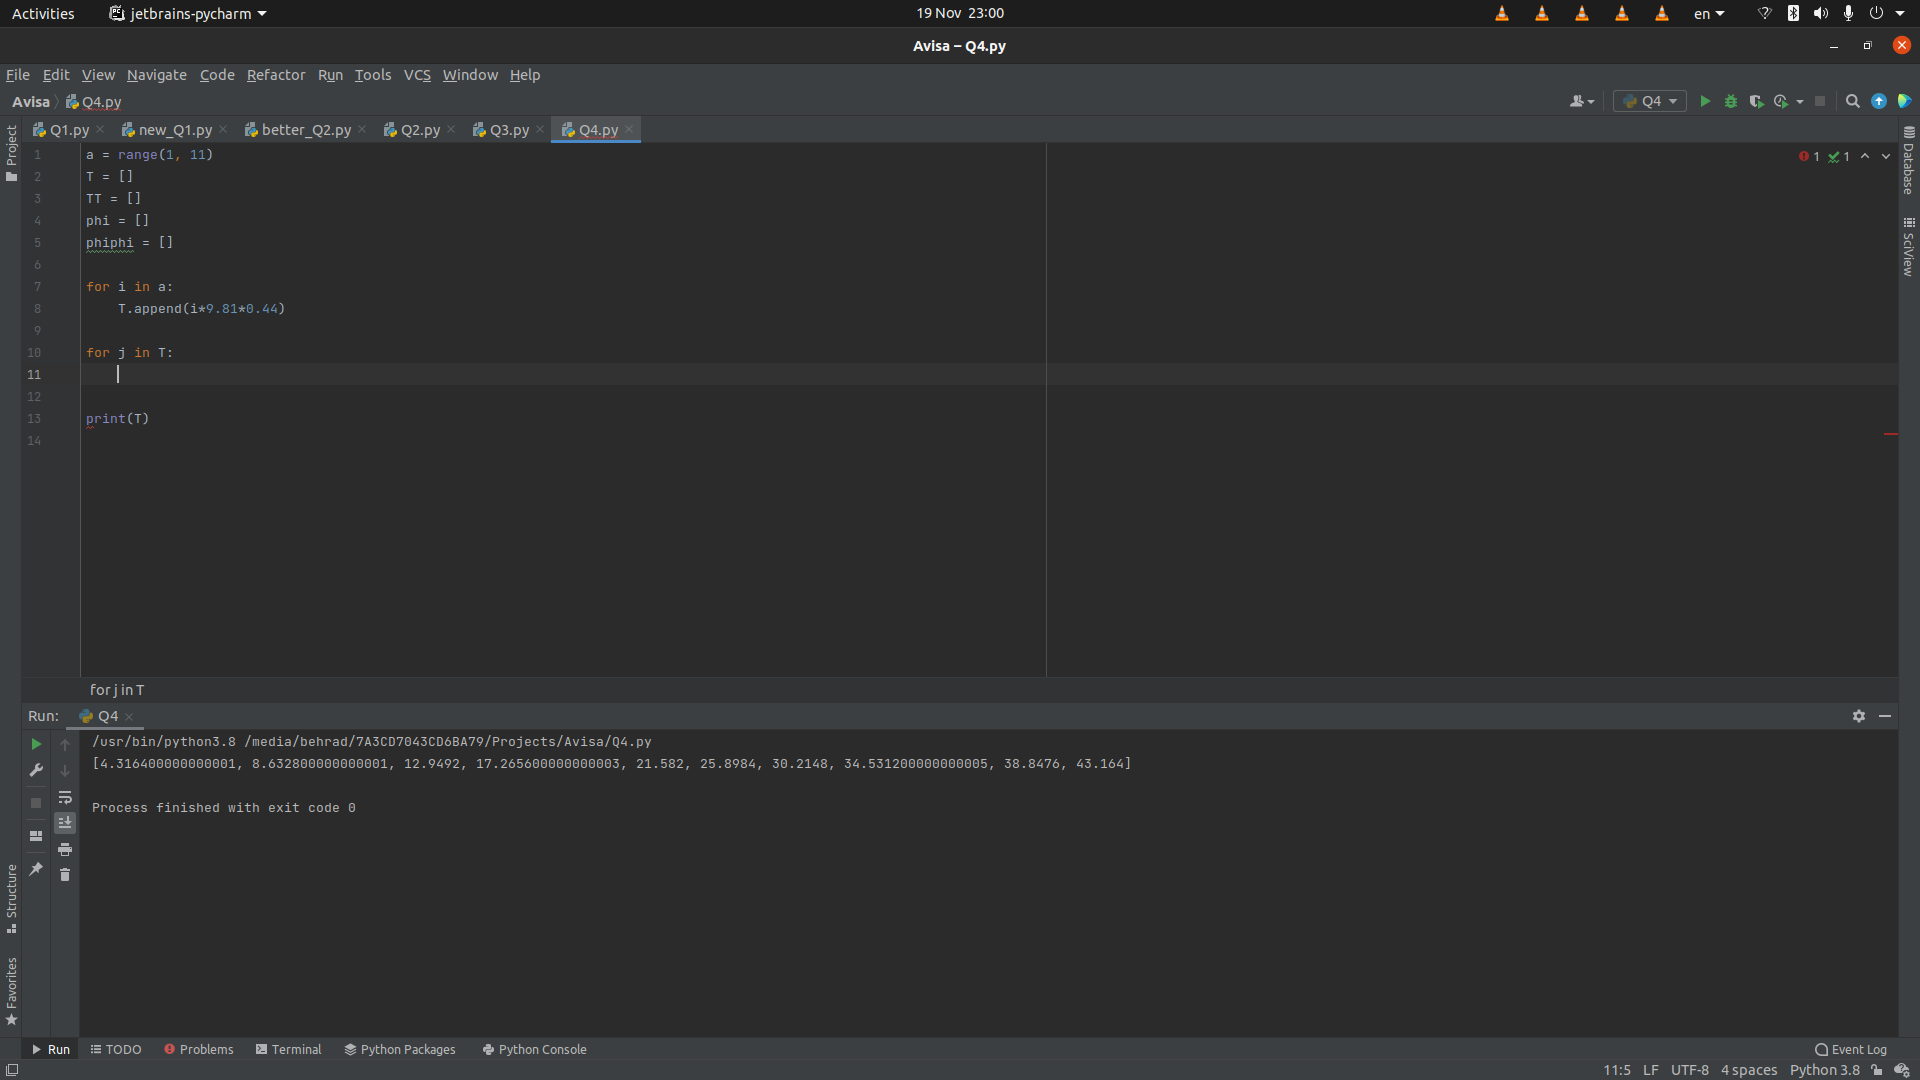 Activities jetbrains-pycharm 19 Nov 23:00 en
Avisa – Q4.py
File Edit View Navigate Code Refactor Run Tools VCS Window Help
Avisa Q4.py Q4
Q1.py new_Q1.py better_Q2.py Q2.py Q3.py Q4.py
Project
Database
SciView
1 a = range(1, 11) 1 1
2 T = []
3 TT = []
4 phi = []
5 phiphi = []
6
7 for i in a:
8 T.append(i*9.81*0.44)
9
10 for j in T:
11
12
13 print(T)
14
for j in T
Run: Q4
/usr/bin/python3.8 /media/behrad/7A3CD7043CD6BA79/Projects/Avisa/Q4.py
[4.316400000000001, 8.632800000000001, 12.9492, 17.265600000000003, 21.582, 25.8984, 30.2148, 34.531200000000005, 38.8476, 43.164]
Process finished with exit code 0
Structure
Favorites
Run TODO Problems Terminal Python Packages Python Console Event Log
11:5 LF UTF-8 4 spaces Python 3.8